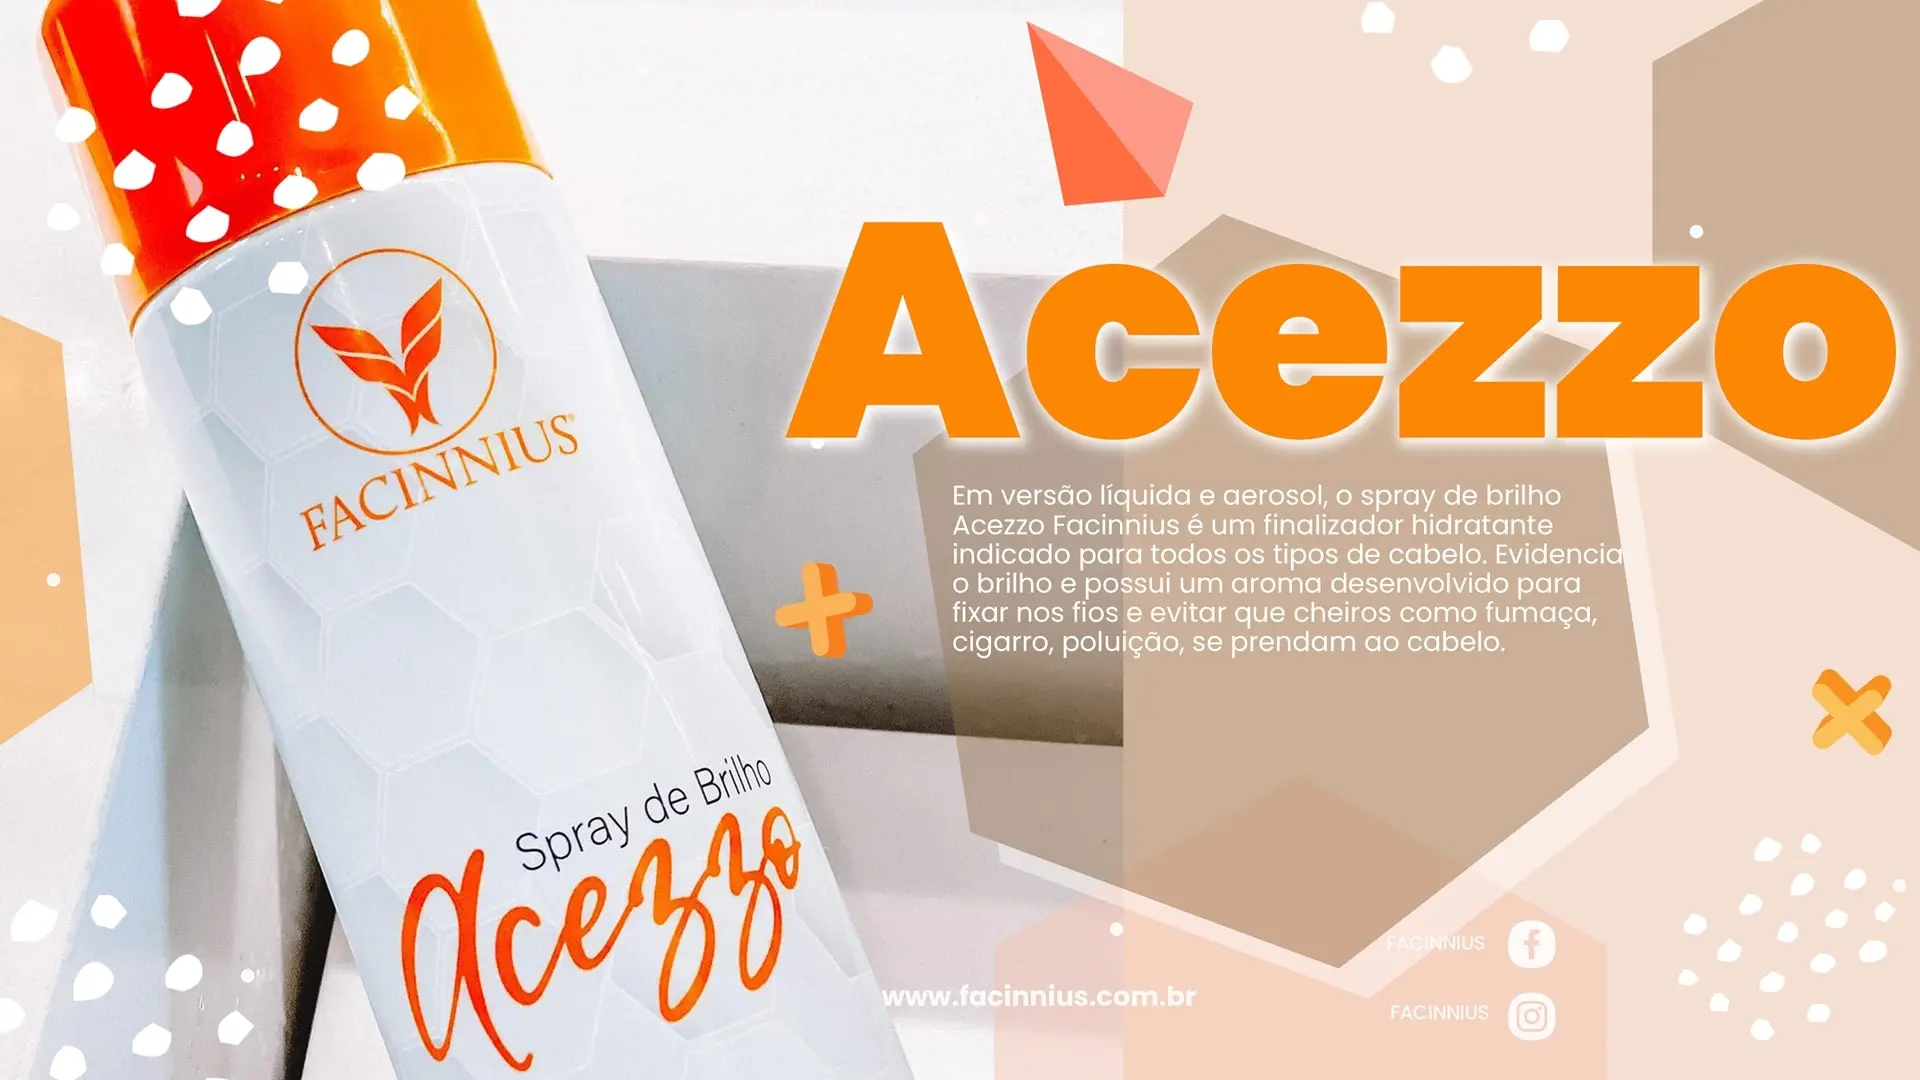 FACINNIUS®
Spray de Brilho
Acezzo
Acezzo
Em versão líquida e aerosol, o spray de brilho
Acezzo Facinnius é um finalizador hidratante
indicado para todos os tipos de cabelo. Evidencia
o brilho e possui um aroma desenvolvido para
fixar nos fios e evitar que cheiros como fumaça,
cigarro, poluição, se prendam ao cabelo.
www.facinnius.com.br
FACINNIUS
FACINNIUS